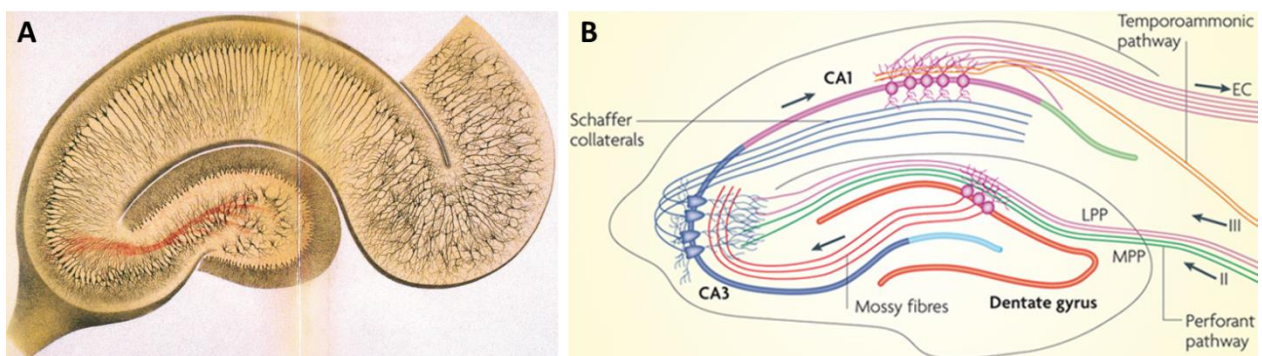 A
B
Temporoammonic
pathway
CA1
EC
Schaffer
collaterals
LPP
III
MPP
II
CA3
Mossy fibres
Dentate gyrus
Perforant
pathway